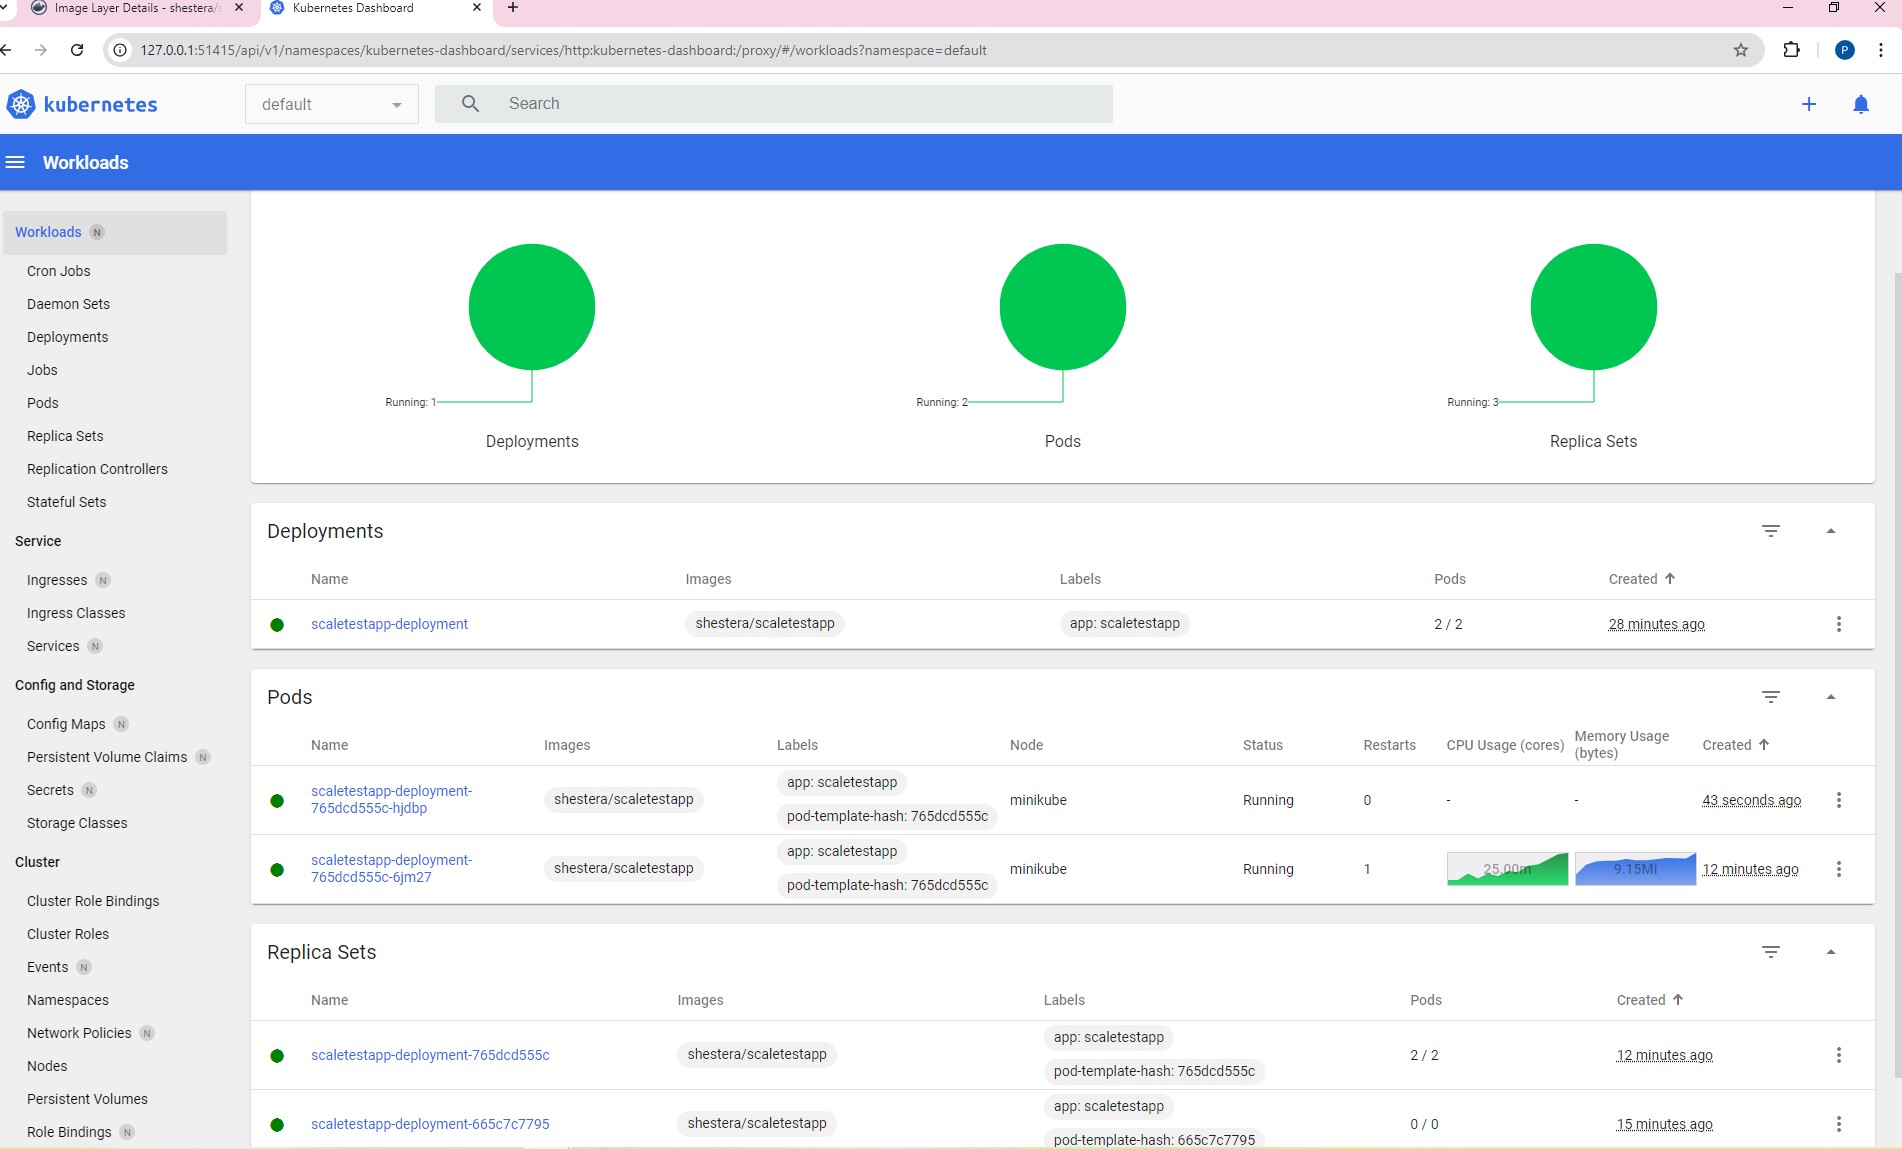 Image Layer Details - shestera/s
Kubernetes Dashboard
127.0.0.1:51415/api/v1/namespaces/kubernetes-dashboard/services/http:kubernetes-dashboard:/proxy/#/workloads?namespace=default
P
kubernetes
default
Search
Workloads
Workloads N
Cron Jobs
Daemon Sets
Deployments
Jobs
Pods
Replica Sets
Replication Controllers
Stateful Sets
Service
Ingresses N
Ingress Classes
Services N
Config and Storage
Config Maps N
Persistent Volume Claims N
Secrets N
Storage Classes
Cluster
Cluster Role Bindings
Cluster Roles
Events N
Namespaces
Network Policies N
Nodes
Persistent Volumes
Role Bindings N
Running: 1
Deployments
Running: 2
Pods
Running: 3
Replica Sets
Deployments
Name Images Labels Pods Created
scaletestapp-deployment shestera/scaletestapp app: scaletestapp 2 / 2 28 minutes ago
Pods
Name Images Labels Node Status Restarts CPU Usage (cores) Memory Usage (bytes) Created
scaletestapp-deployment-
765dcd555c-hjdbp
shestera/scaletestapp
app: scaletestapp
pod-template-hash: 765dcd555c
minikube Running 0 - - 43 seconds ago
scaletestapp-deployment-
765dcd555c-6jm27
shestera/scaletestapp
app: scaletestapp
pod-template-hash: 765dcd555c
minikube Running 1 25.00m 9.15Mi 12 minutes ago
Replica Sets
Name Images Labels Pods Created
scaletestapp-deployment-765dcd555c shestera/scaletestapp
app: scaletestapp
pod-template-hash: 765dcd555c
2 / 2 12 minutes ago
scaletestapp-deployment-665c7c7795 shestera/scaletestapp
app: scaletestapp
pod-template-hash: 665c7c7795
0 / 0 15 minutes ago